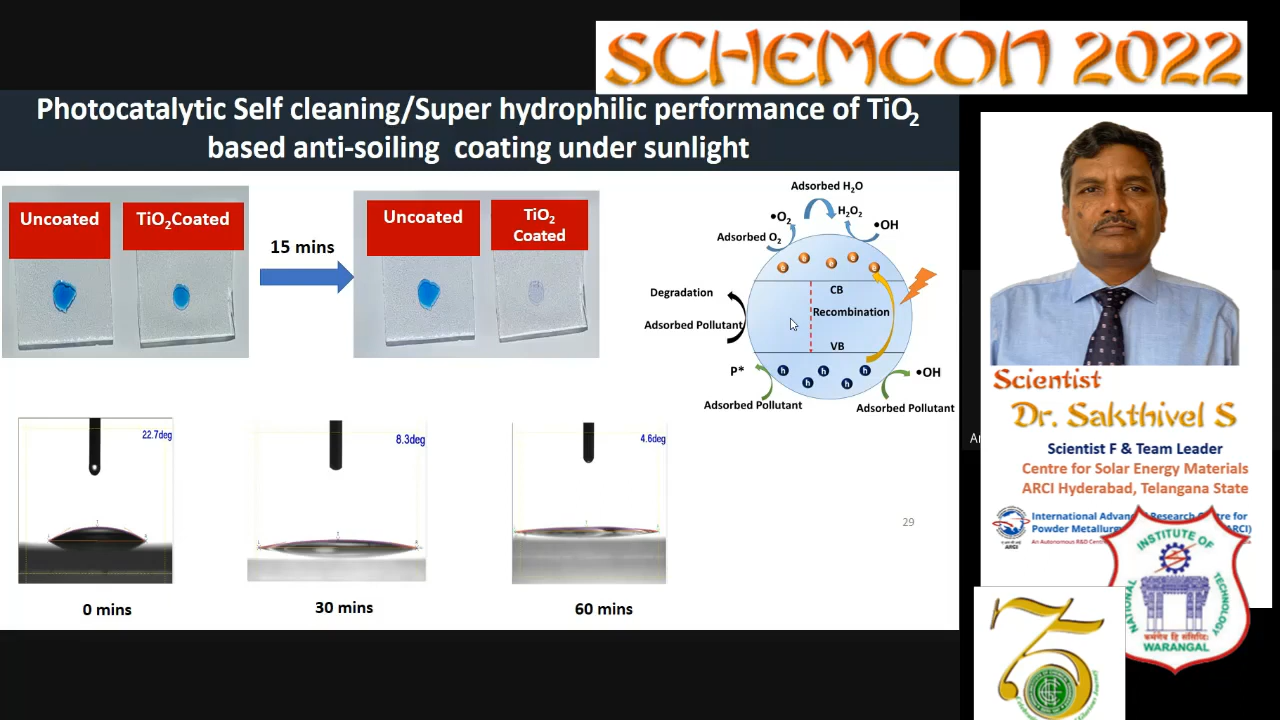 SCHEMCON 2022
Photocatalytic Self cleaning/Super hydrophilic performance of TiO2
based anti-soiling coating under sunlight
Uncoated
TiO2Coated
15 mins
Uncoated
TiO2
Coated
Adsorbed H2O
•O2
H2O2
•OH
Adsorbed O2
e e e e e
CB
Degradation
Recombination
Adsorbed Pollutant
VB
P*
h h h h h
•OH
Adsorbed Pollutant
Adsorbed Pollutant
22.7deg
8.3deg
4.6deg
0 mins
30 mins
60 mins
29
Scientist
Dr. Sakthivel S
Scientist F & Team Leader
Centre for Solar Energy Materials
ARCI Hyderabad, Telangana State
International Research for
Powder
ARCI
An Autonomous R&D
NATIONAL INSTITUTE OF TECHNOLOGY
WARANGAL
75